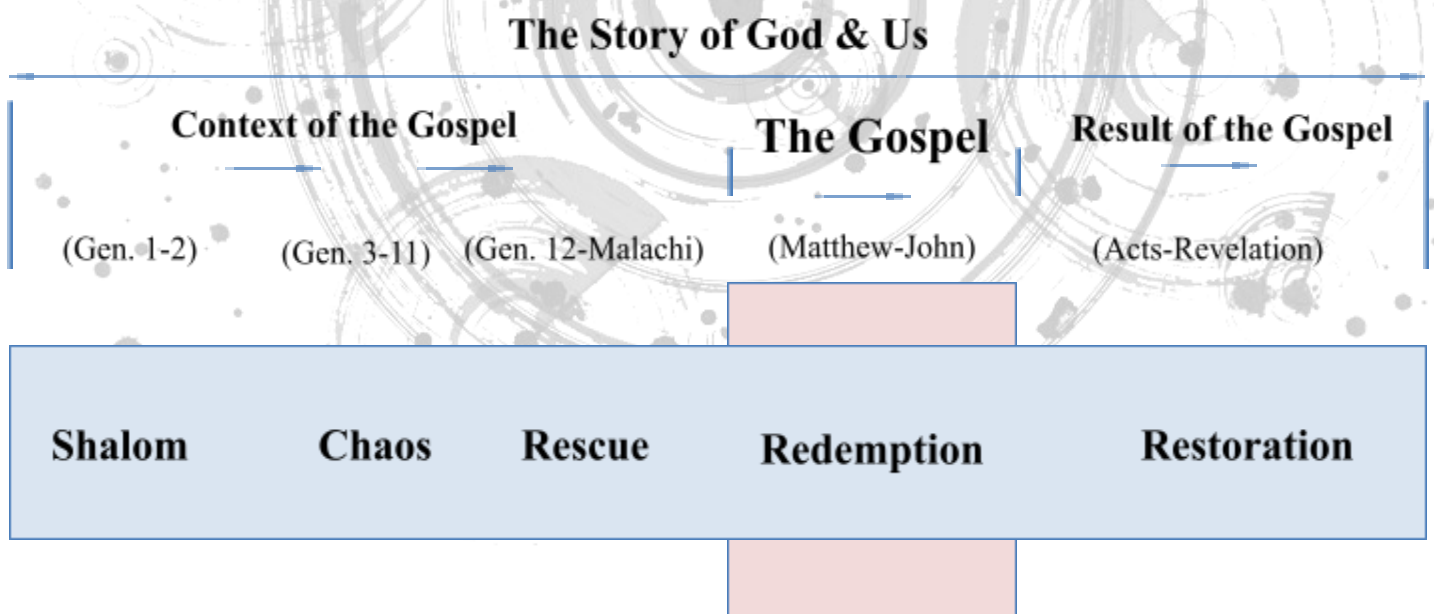 The Story of God & Us
Context of the Gospel
The Gospel
Result of the Gospel
(Gen. 1-2)
(Gen. 3-11)
(Gen. 12-Malachi)
(Matthew-John)
(Acts-Revelation)
Shalom
Chaos
Rescue
Redemption
Restoration